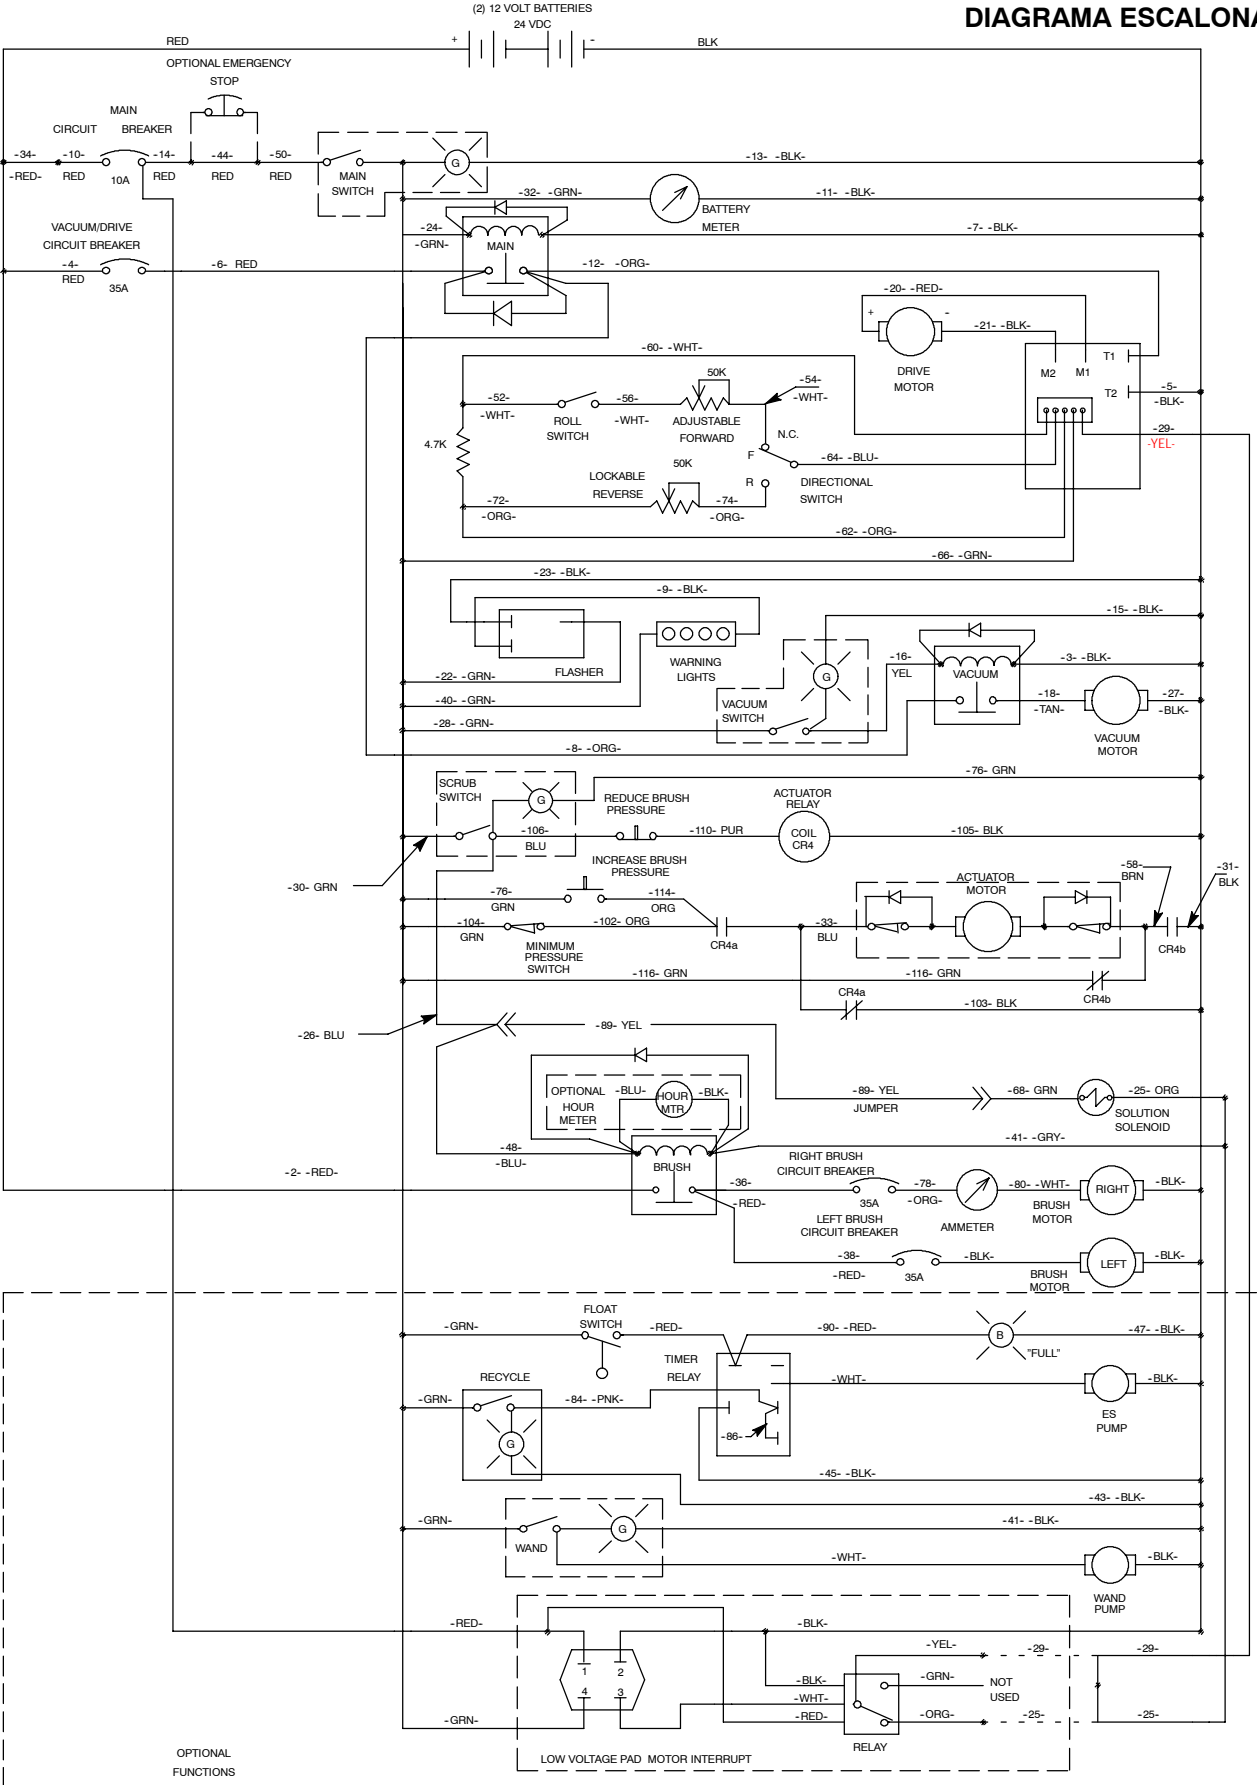 (2) 12 VOLT BATTERIES
24 VDC
DIAGRAMA ESCALONA
RED
+
-
BLK
OPTIONAL EMERGENCY
STOP
MAIN
CIRCUIT BREAKER
-34-
-RED-
-10-
RED
10A
-14-
RED
-44-
RED
-50-
RED
MAIN
SWITCH
G
-13- -BLK-
-32- -GRN-
BATTERY
METER
-11- -BLK-
VACUUM/DRIVE
CIRCUIT BREAKER
-24-
-GRN-
MAIN
-7- -BLK-
-4-
RED
35A
-6- RED
-12- -ORG-
-20- -RED-
+
-
-21- -BLK-
DRIVE
MOTOR
M2
M1
T1
T2
-5-
-BLK-
-29-
-YEL-
-60- -WHT-
-52-
-WHT-
ROLL
SWITCH
-56-
-WHT-
50K
ADJUSTABLE
FORWARD
-54-
-WHT-
4.7K
N.C.
F
R
-64- -BLU-
DIRECTIONAL
SWITCH
50K
LOCKABLE
REVERSE
-72-
-ORG-
-74-
-ORG-
-62- -ORG-
-66- -GRN-
-23- -BLK-
-9- -BLK-
-15- -BLK-
FLASHER
WARNING
LIGHTS
-22- -GRN-
-40- -GRN-
-28- -GRN-
VACUUM
SWITCH
G
-16-
YEL
VACUUM
-3- -BLK-
-18-
-TAN-
-27-
-BLK-
VACUUM
MOTOR
-8- -ORG-
-76- GRN
SCRUB
SWITCH
G
REDUCE BRUSH
PRESSURE
ACTUATOR
RELAY
-106-
BLU
-110- PUR
COIL
CR4
-105- BLK
-30- GRN
INCREASE BRUSH
PRESSURE
-76-
GRN
-114-
ORG
-104-
GRN
-102- ORG
MINIMUM
PRESSURE
SWITCH
CR4a
-33-
BLU
ACTUATOR
MOTOR
-58-
BRN
-31-
BLK
CR4b
-116- GRN
-116- GRN
CR4b
CR4a
-103- BLK
-26- BLU
-89- YEL
OPTIONAL
HOUR
METER
-BLU-
HOUR
MTR
-BLK-
-89- YEL
JUMPER
-68- GRN
-25- ORG
SOLUTION
SOLENOID
-48-
-BLU-
BRUSH
-41- -GRY-
-2- -RED-
-36-
-RED-
RIGHT BRUSH
CIRCUIT BREAKER
35A
-78-
-ORG-
AMMETER
-80- -WHT-
BRUSH
MOTOR
RIGHT
-BLK-
LEFT BRUSH
CIRCUIT BREAKER
-38-
-RED-
35A
-BLK-
BRUSH
MOTOR
LEFT
-BLK-
FLOAT
SWITCH
-GRN-
-RED-
-90- -RED-
B
"FULL"
-47- -BLK-
TIMER
RELAY
RECYCLE
-GRN-
-84- -PNK-
G
-86-
-WHT-
-BLK-
ES
PUMP
-45- -BLK-
-43- -BLK-
-GRN-
WAND
G
-41- -BLK-
-WHT-
-BLK-
WAND
PUMP
-RED-
-BLK-
1
2
4
3
-GRN-
-YEL-
-29-
-29-
-BLK-
-WHT-
-RED-
-GRN-
NOT
USED
-ORG-
-25-
-25-
RELAY
LOW VOLTAGE PAD MOTOR INTERRUPT
OPTIONAL
FUNCTIONS